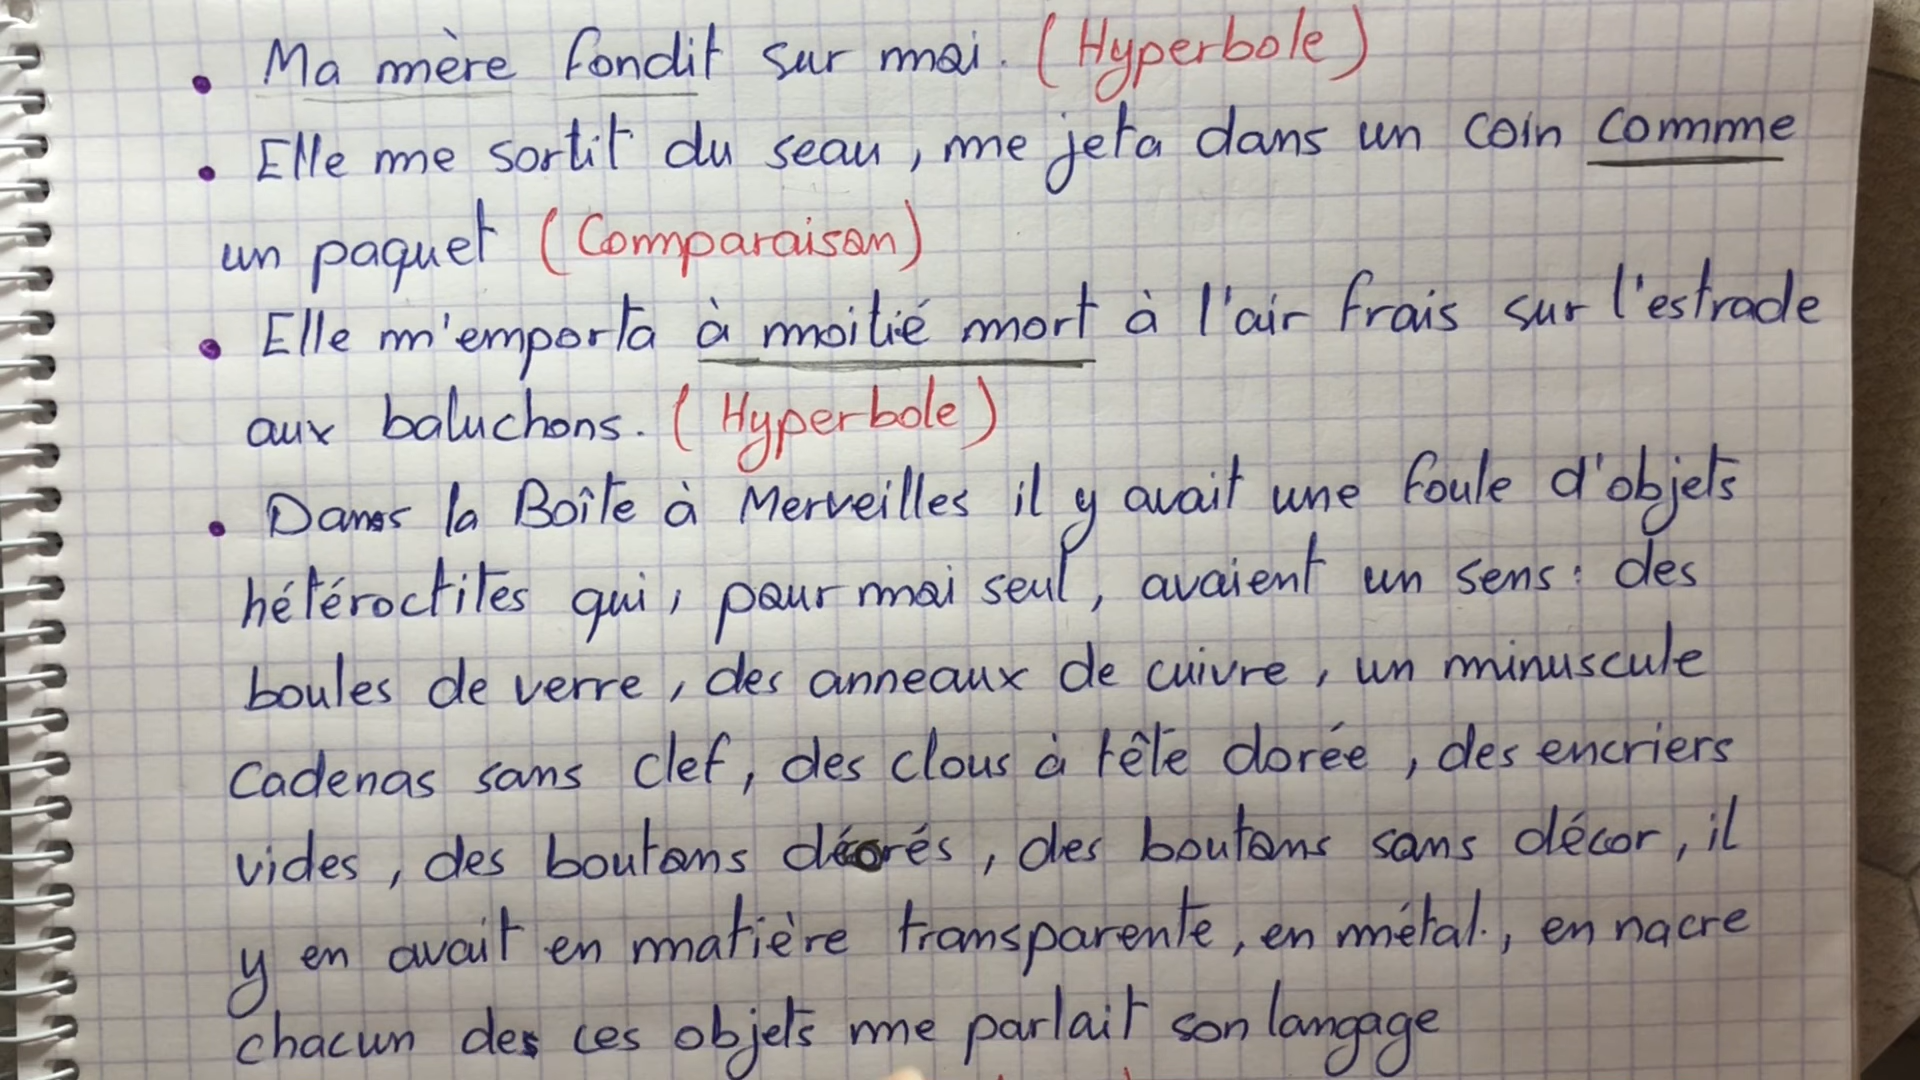 • Ma mère fondit sur moi. (Hyperbole)
• Elle me sortit du seau, me jeta dans un coin comme
un paquet (Comparaison)
• Elle m'emporta à moitié mort à l'air frais sur l'estrade
aux baluchons. (Hyperbole)
• Dans la Boîte à Merveilles il y avait une foule d'objets
hétéroctites qui, pour moi seul, avaient un sens: des
boules de verre, des anneaux de cuivre, un minuscule
Cadenas sans clef, des clous à tête dorée, des encriers
vides, des boutons décorés, des boutons sans décor, il
y en avait en matière transparente, en métal., en nacre
chacun des ces objets me parlait son langage